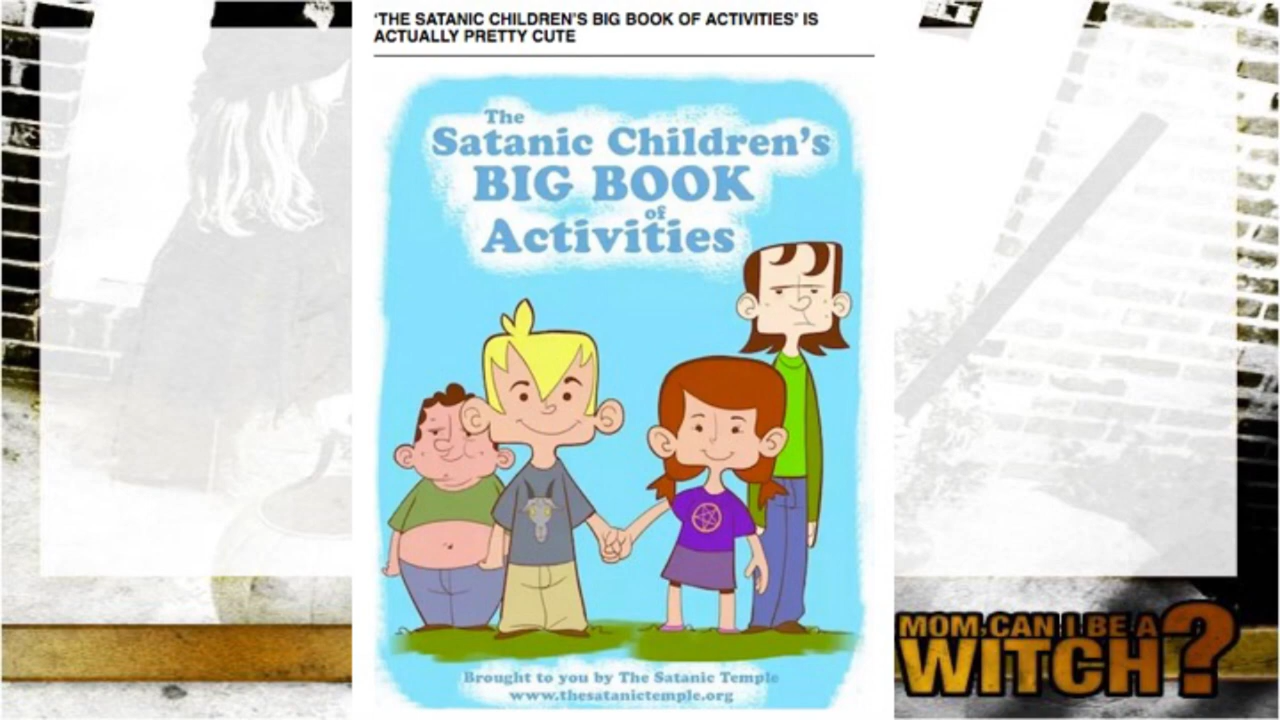 ‘THE SATANIC CHILDREN’S BIG BOOK OF ACTIVITIES’ IS
ACTUALLY PRETTY CUTE
The
Satanic Children’s
BIG BOOK
of
Activities
Brought to you by The Satanic Temple
www.thesatanictemple.org
MOM, CAN I BE A
WITCH?